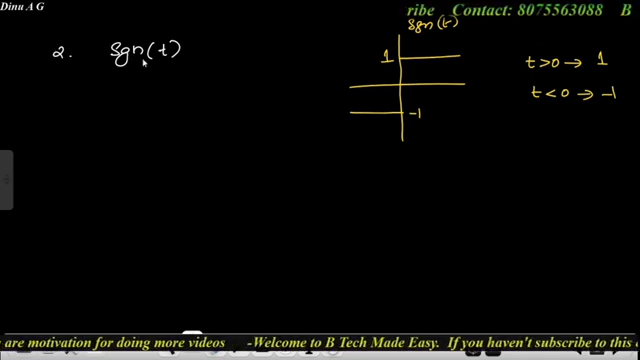 Dinu A G
ribe Contact: 8075563088 B
2. Sgn(t)
Sgn(t)
1
-1
t>0 → 1
t<0 → -1
are motivation for doing more videos -Welcome to B Tech Made Easy. If you haven't subscribe to this